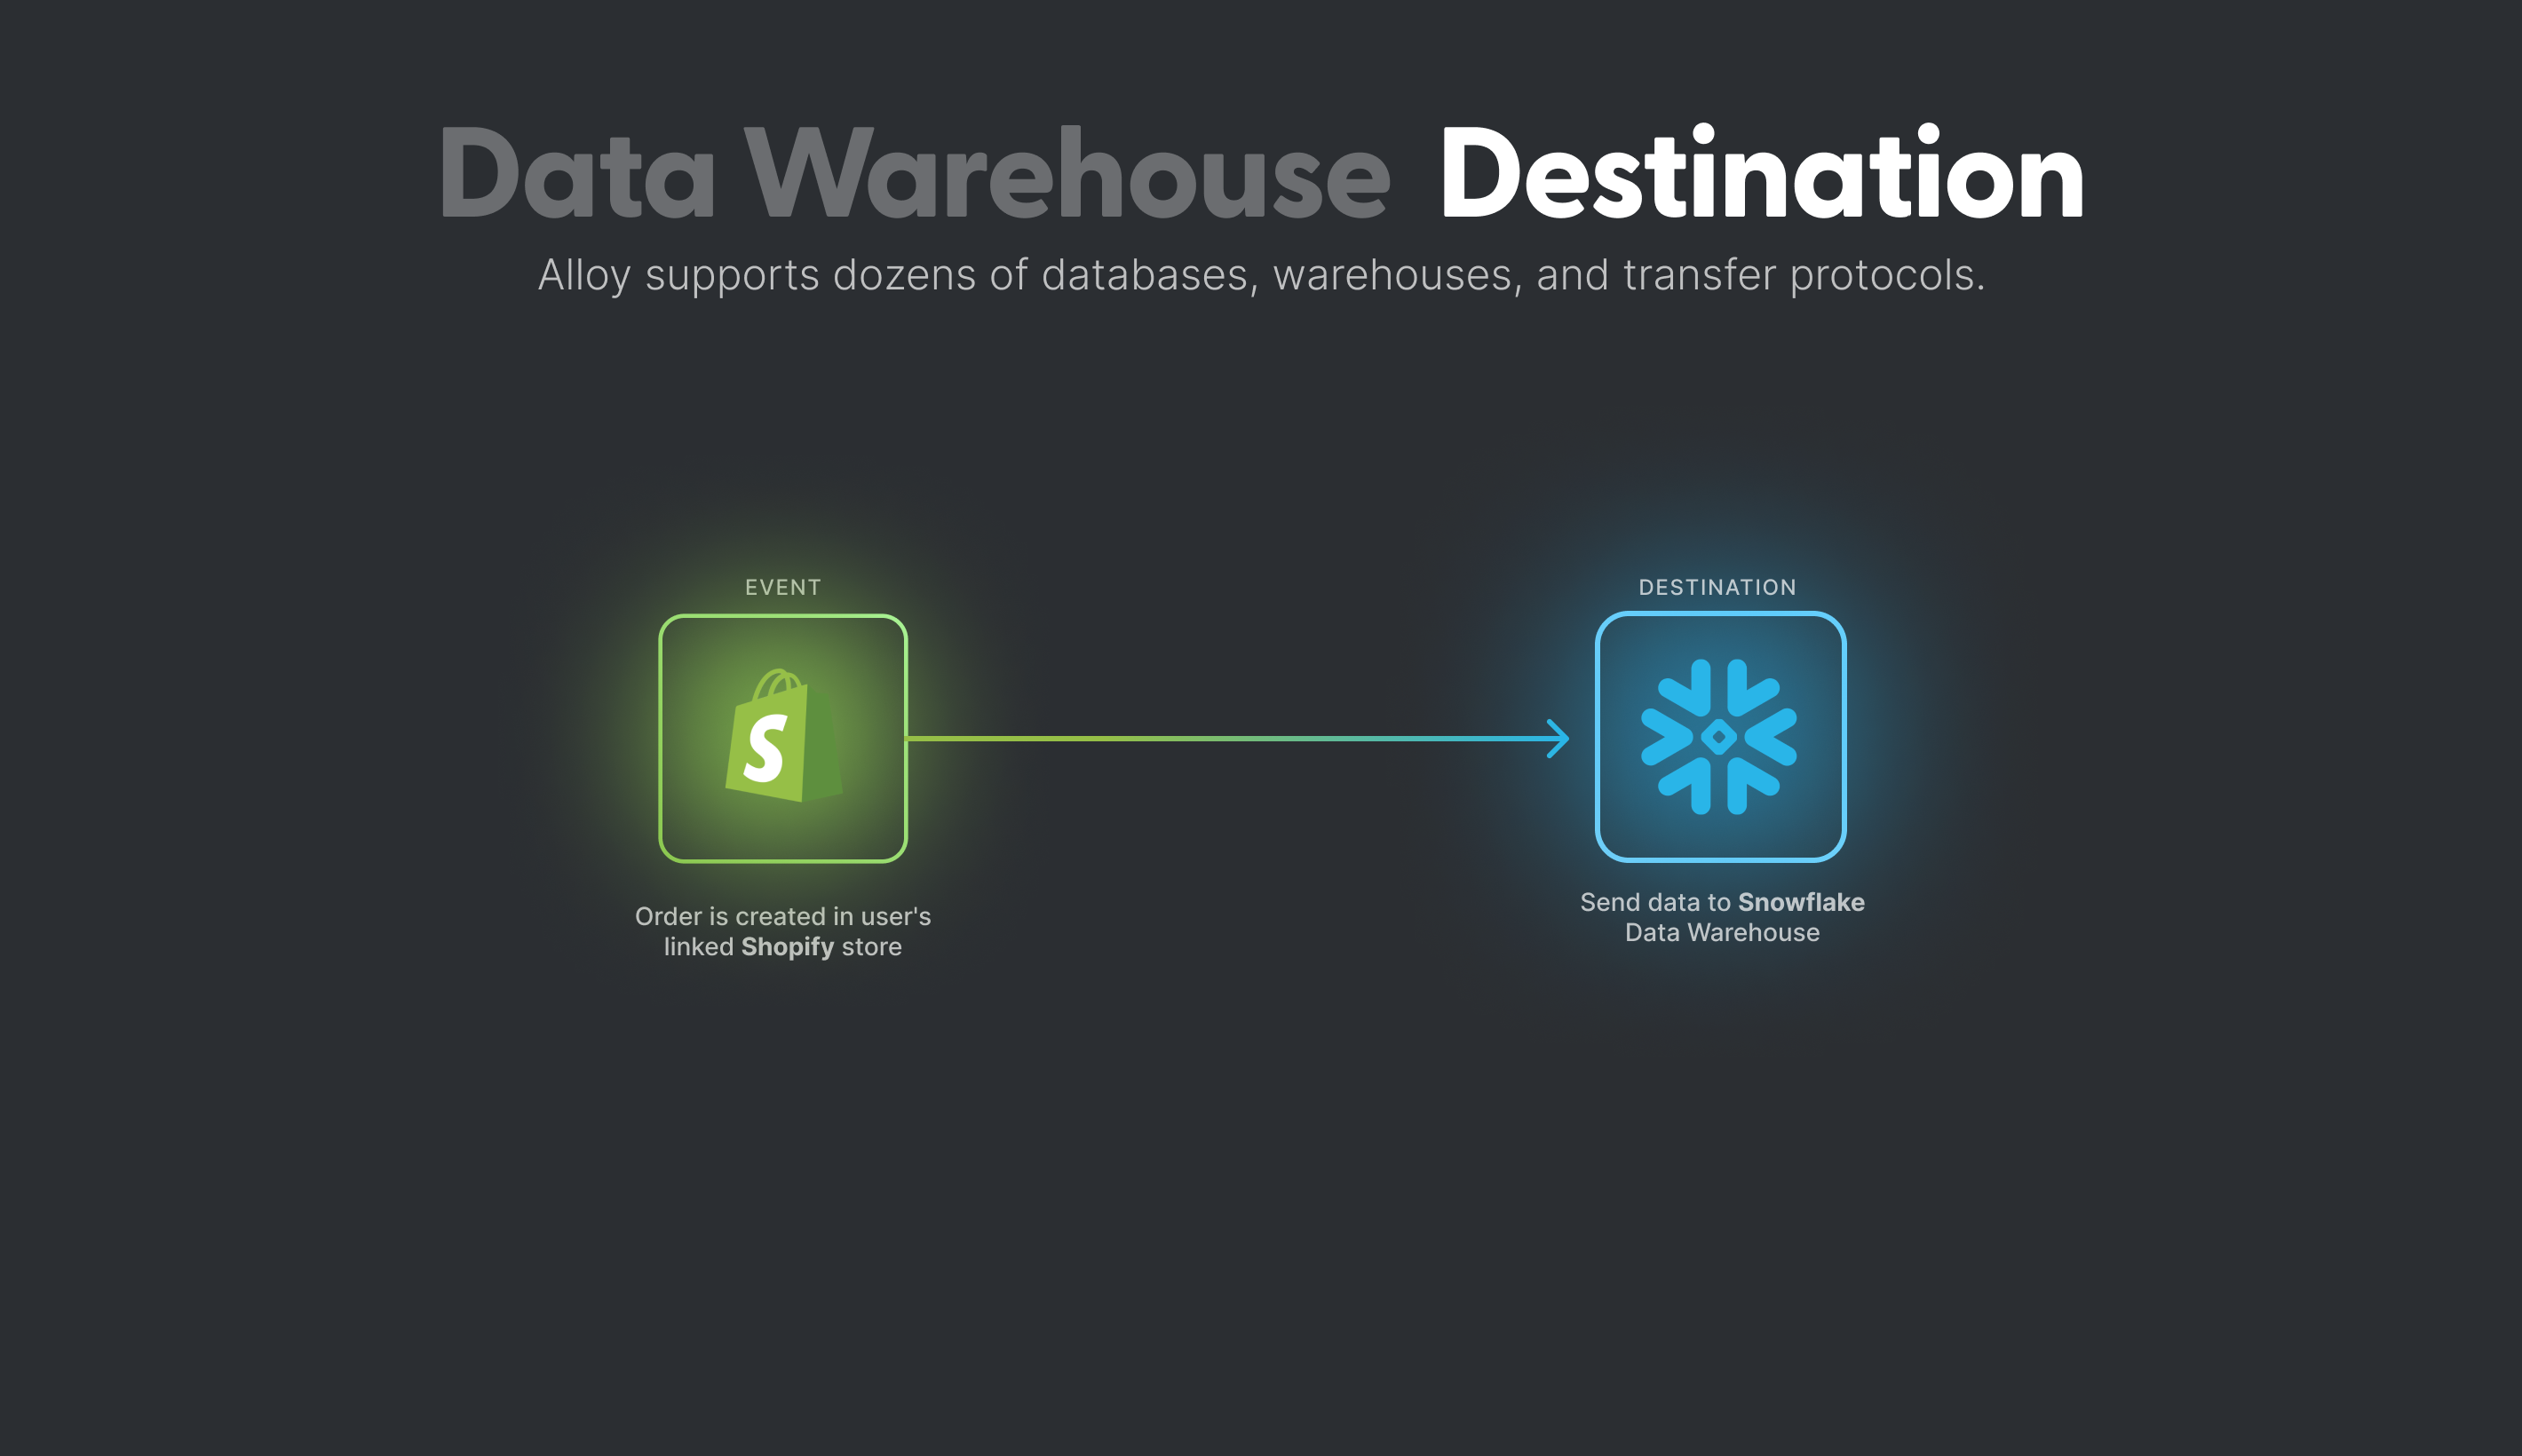 Data Warehouse Destination
Alloy supports dozens of databases, warehouses, and transfer protocols.
EVENT
Order is created in user's
linked Shopify store
DESTINATION
Send data to Snowflake
Data Warehouse